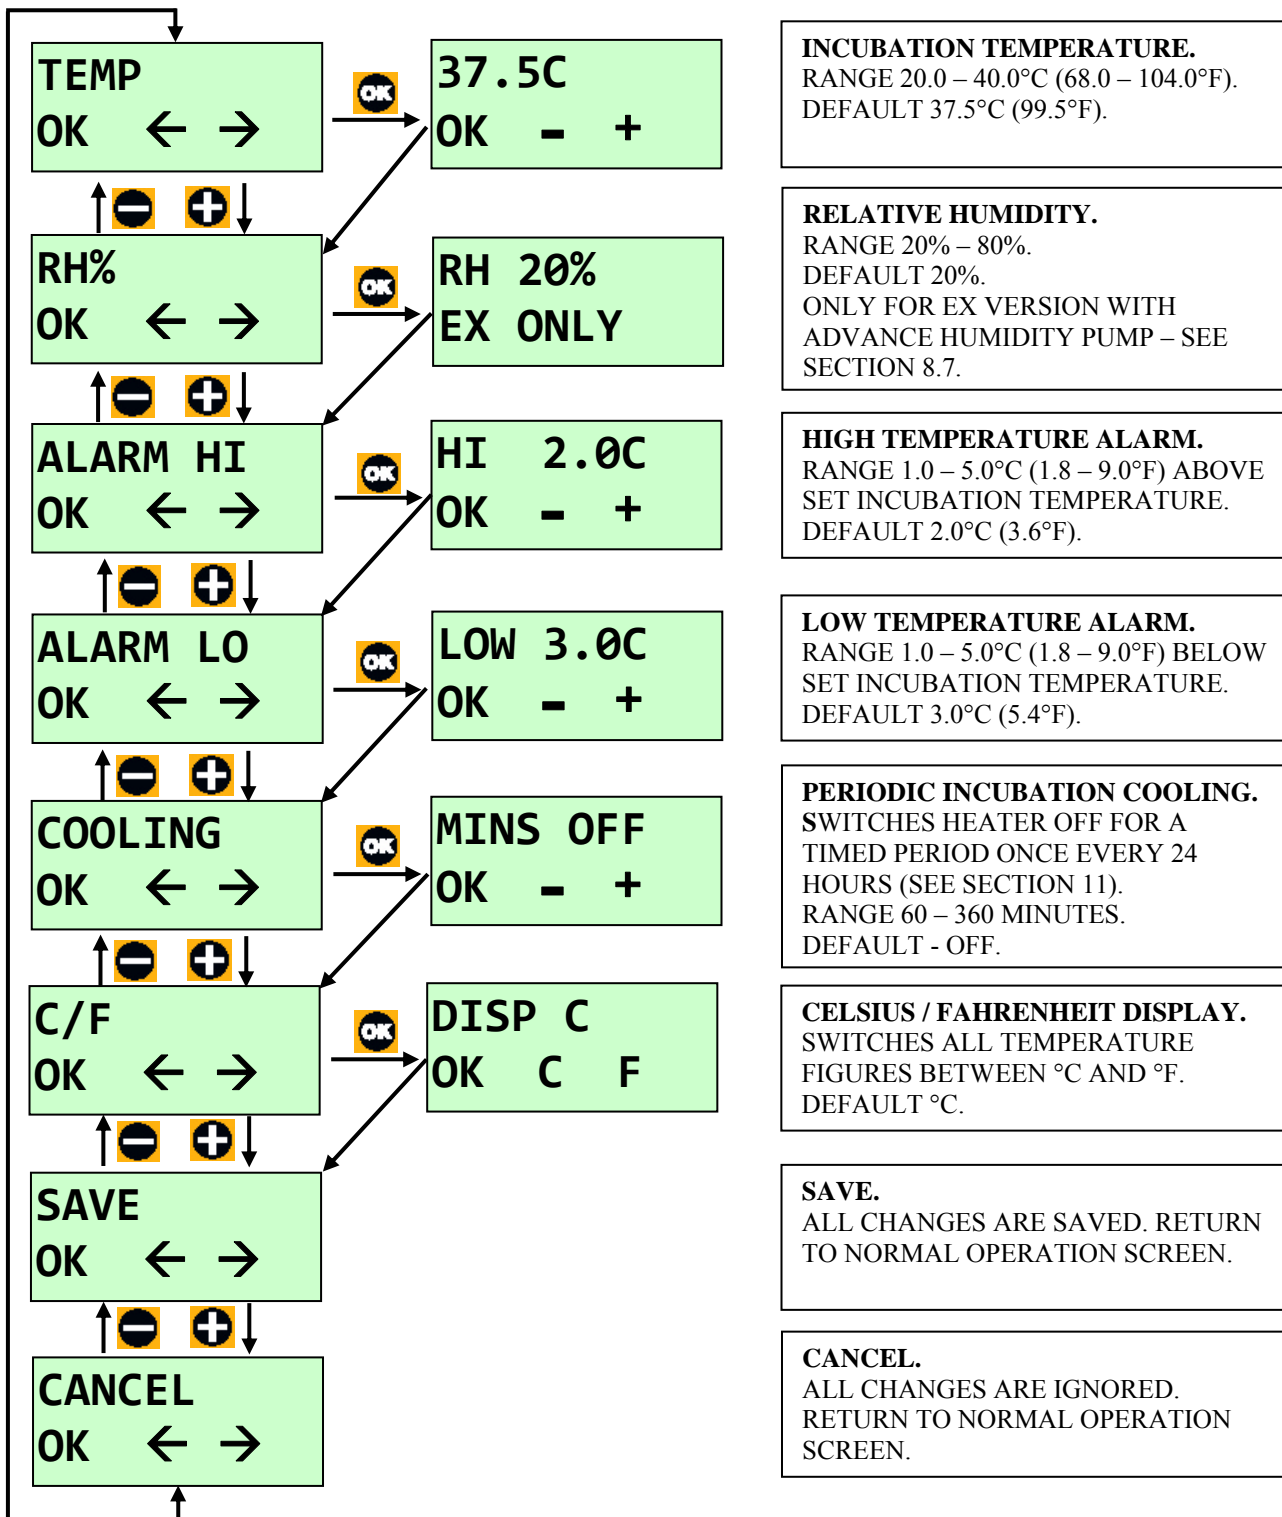 TEMP
OK ← →
OK
37.5C
OK - +
INCUBATION TEMPERATURE.
RANGE 20.0 – 40.0°C (68.0 – 104.0°F).
DEFAULT 37.5°C (99.5°F).
RH%
OK ← →
OK
RH 20%
EX ONLY
RELATIVE HUMIDITY.
RANGE 20% – 80%.
DEFAULT 20%.
ONLY FOR EX VERSION WITH
ADVANCE HUMIDITY PUMP – SEE
SECTION 8.7.
ALARM HI
OK ← →
OK
HI 2.0C
OK - +
HIGH TEMPERATURE ALARM.
RANGE 1.0 – 5.0°C (1.8 – 9.0°F) ABOVE
SET INCUBATION TEMPERATURE.
DEFAULT 2.0°C (3.6°F).
ALARM LO
OK ← →
OK
LOW 3.0C
OK - +
LOW TEMPERATURE ALARM.
RANGE 1.0 – 5.0°C (1.8 – 9.0°F) BELOW
SET INCUBATION TEMPERATURE.
DEFAULT 3.0°C (5.4°F).
COOLING
OK ← →
OK
MINS OFF
OK - +
PERIODIC INCUBATION COOLING.
SWITCHES HEATER OFF FOR A
TIMED PERIOD ONCE EVERY 24
HOURS (SEE SECTION 11).
RANGE 60 – 360 MINUTES.
DEFAULT - OFF.
C/F
OK ← →
OK
DISP C
OK C F
CELSIUS / FAHRENHEIT DISPLAY.
SWITCHES ALL TEMPERATURE
FIGURES BETWEEN °C AND °F.
DEFAULT °C.
SAVE
OK ← →
SAVE.
ALL CHANGES ARE SAVED. RETURN
TO NORMAL OPERATION SCREEN.
CANCEL
OK ← →
CANCEL.
ALL CHANGES ARE IGNORED.
RETURN TO NORMAL OPERATION
SCREEN.